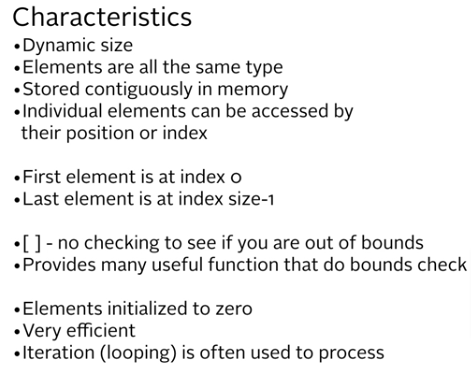 Characteristics
•Dynamic size
•Elements are all the same type
•Stored contiguously in memory
•Individual elements can be accessed by
their position or index
•First element is at index 0
•Last element is at index size-1
•[ ] - no checking to see if you are out of bounds
•Provides many useful function that do bounds check
•Elements initialized to zero
•Very efficient
•Iteration (looping) is often used to process